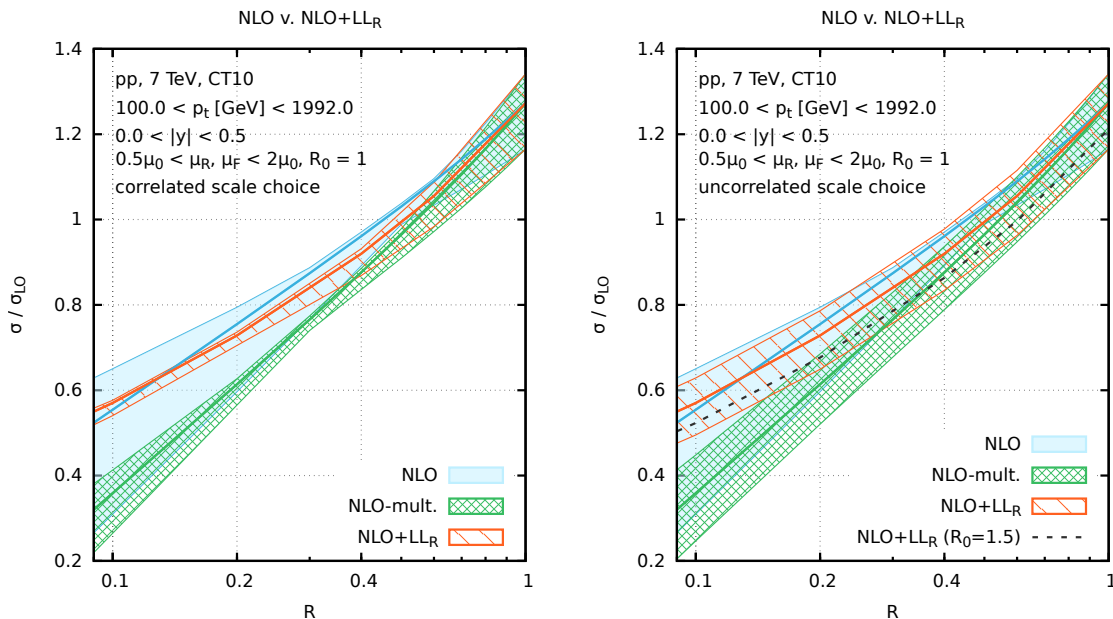 NLO v. NLO+LL_R
1.4
1.2
1
0.8
0.6
0.4
0.2
σ / σ_LO
pp, 7 TeV, CT10
100.0 < p_t [GeV] < 1992.0
0.0 < |y| < 0.5
0.5μ_0 < μ_R, μ_F < 2μ_0, R_0 = 1
correlated scale choice
NLO
NLO-mult.
NLO+LL_R
0.1 0.2 0.4 1
R
NLO v. NLO+LL_R
1.4
1.2
1
0.8
0.6
0.4
0.2
σ / σ_LO
pp, 7 TeV, CT10
100.0 < p_t [GeV] < 1992.0
0.0 < |y| < 0.5
0.5μ_0 < μ_R, μ_F < 2μ_0, R_0 = 1
uncorrelated scale choice
NLO
NLO-mult.
NLO+LL_R
NLO+LL_R (R_0=1.5)
0.1 0.2 0.4 1
R